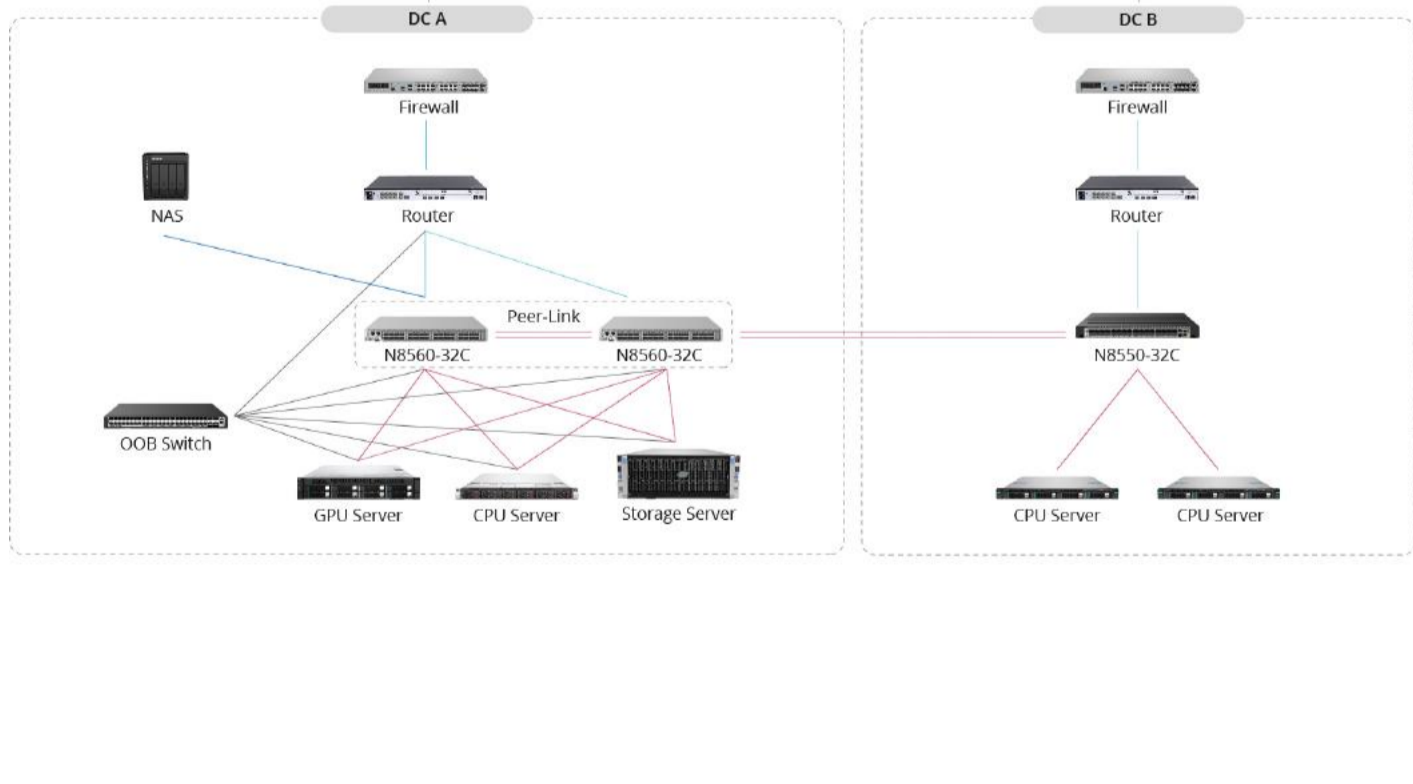 DC A
DC B
Firewall
Firewall
NAS
Router
Router
Peer-Link
N8560-32C
N8560-32C
N8550-32C
OOB Switch
GPU Server
CPU Server
Storage Server
CPU Server
CPU Server